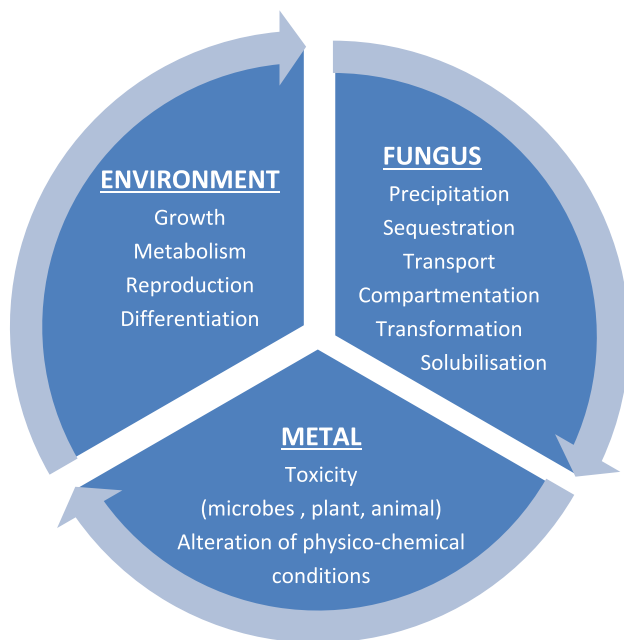 ENVIRONMENT
Growth
Metabolism
Reproduction
Differentiation
FUNGUS
Precipitation
Sequestration
Transport
Compartmentation
Transformation
Solubilisation
METAL
Toxicity
(microbes , plant, animal)
Alteration of physico-chemical
conditions